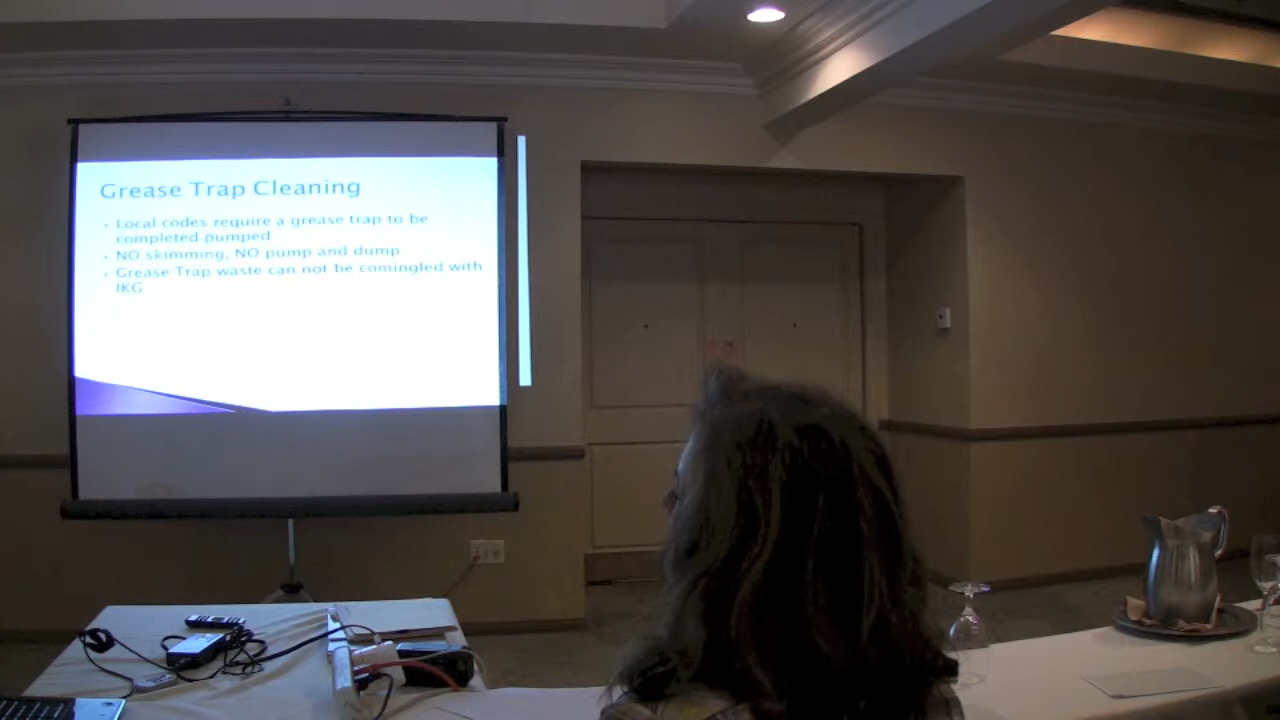 Grease Trap Cleaning
• Local codes require a grease trap to be
completed pumped
• NO skimming, NO pump and dump
• Grease Trap waste can not be comingled with
IKG